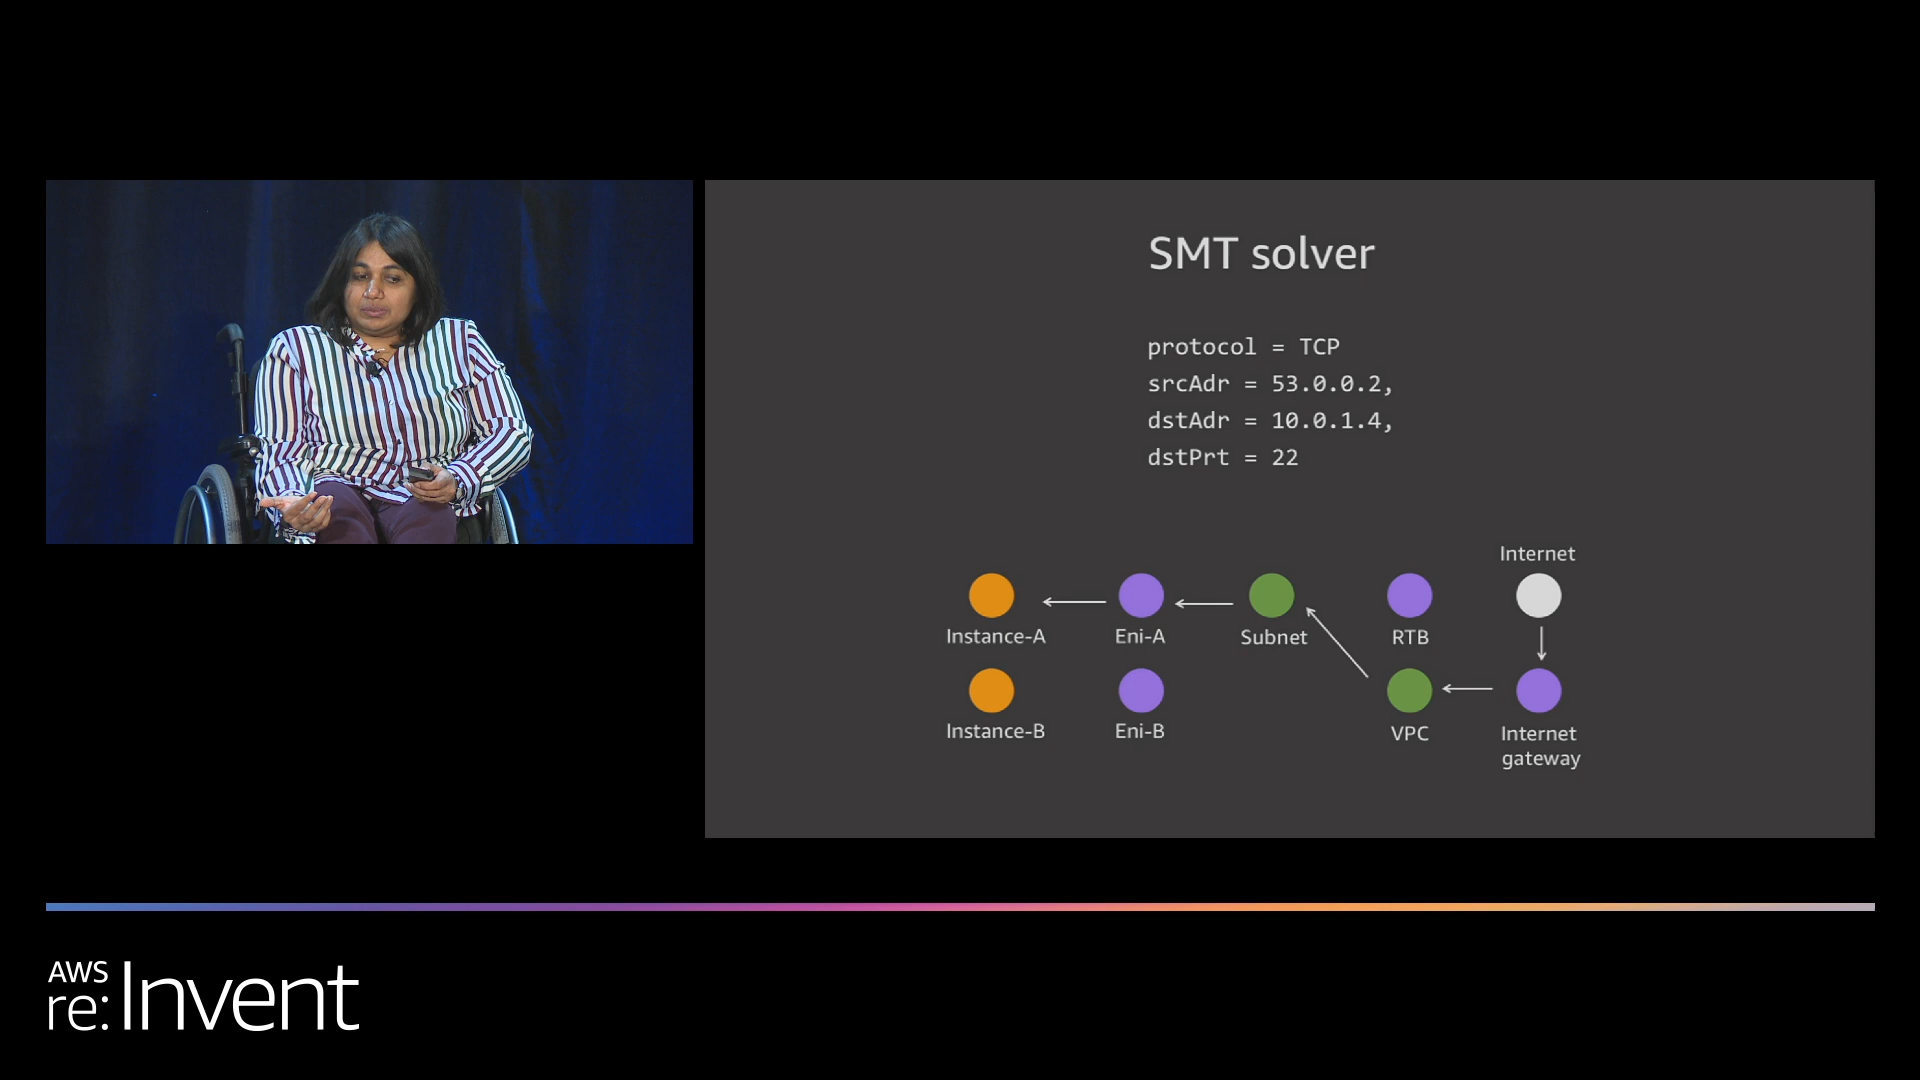 SMT solver
protocol = TCP
srcAdr = 53.0.0.2,
dstAdr = 10.0.1.4,
dstPrt = 22
Internet
Instance-A
Eni-A
Subnet
RTB
Instance-B
Eni-B
VPC
Internet
gateway
AWS
re:Invent